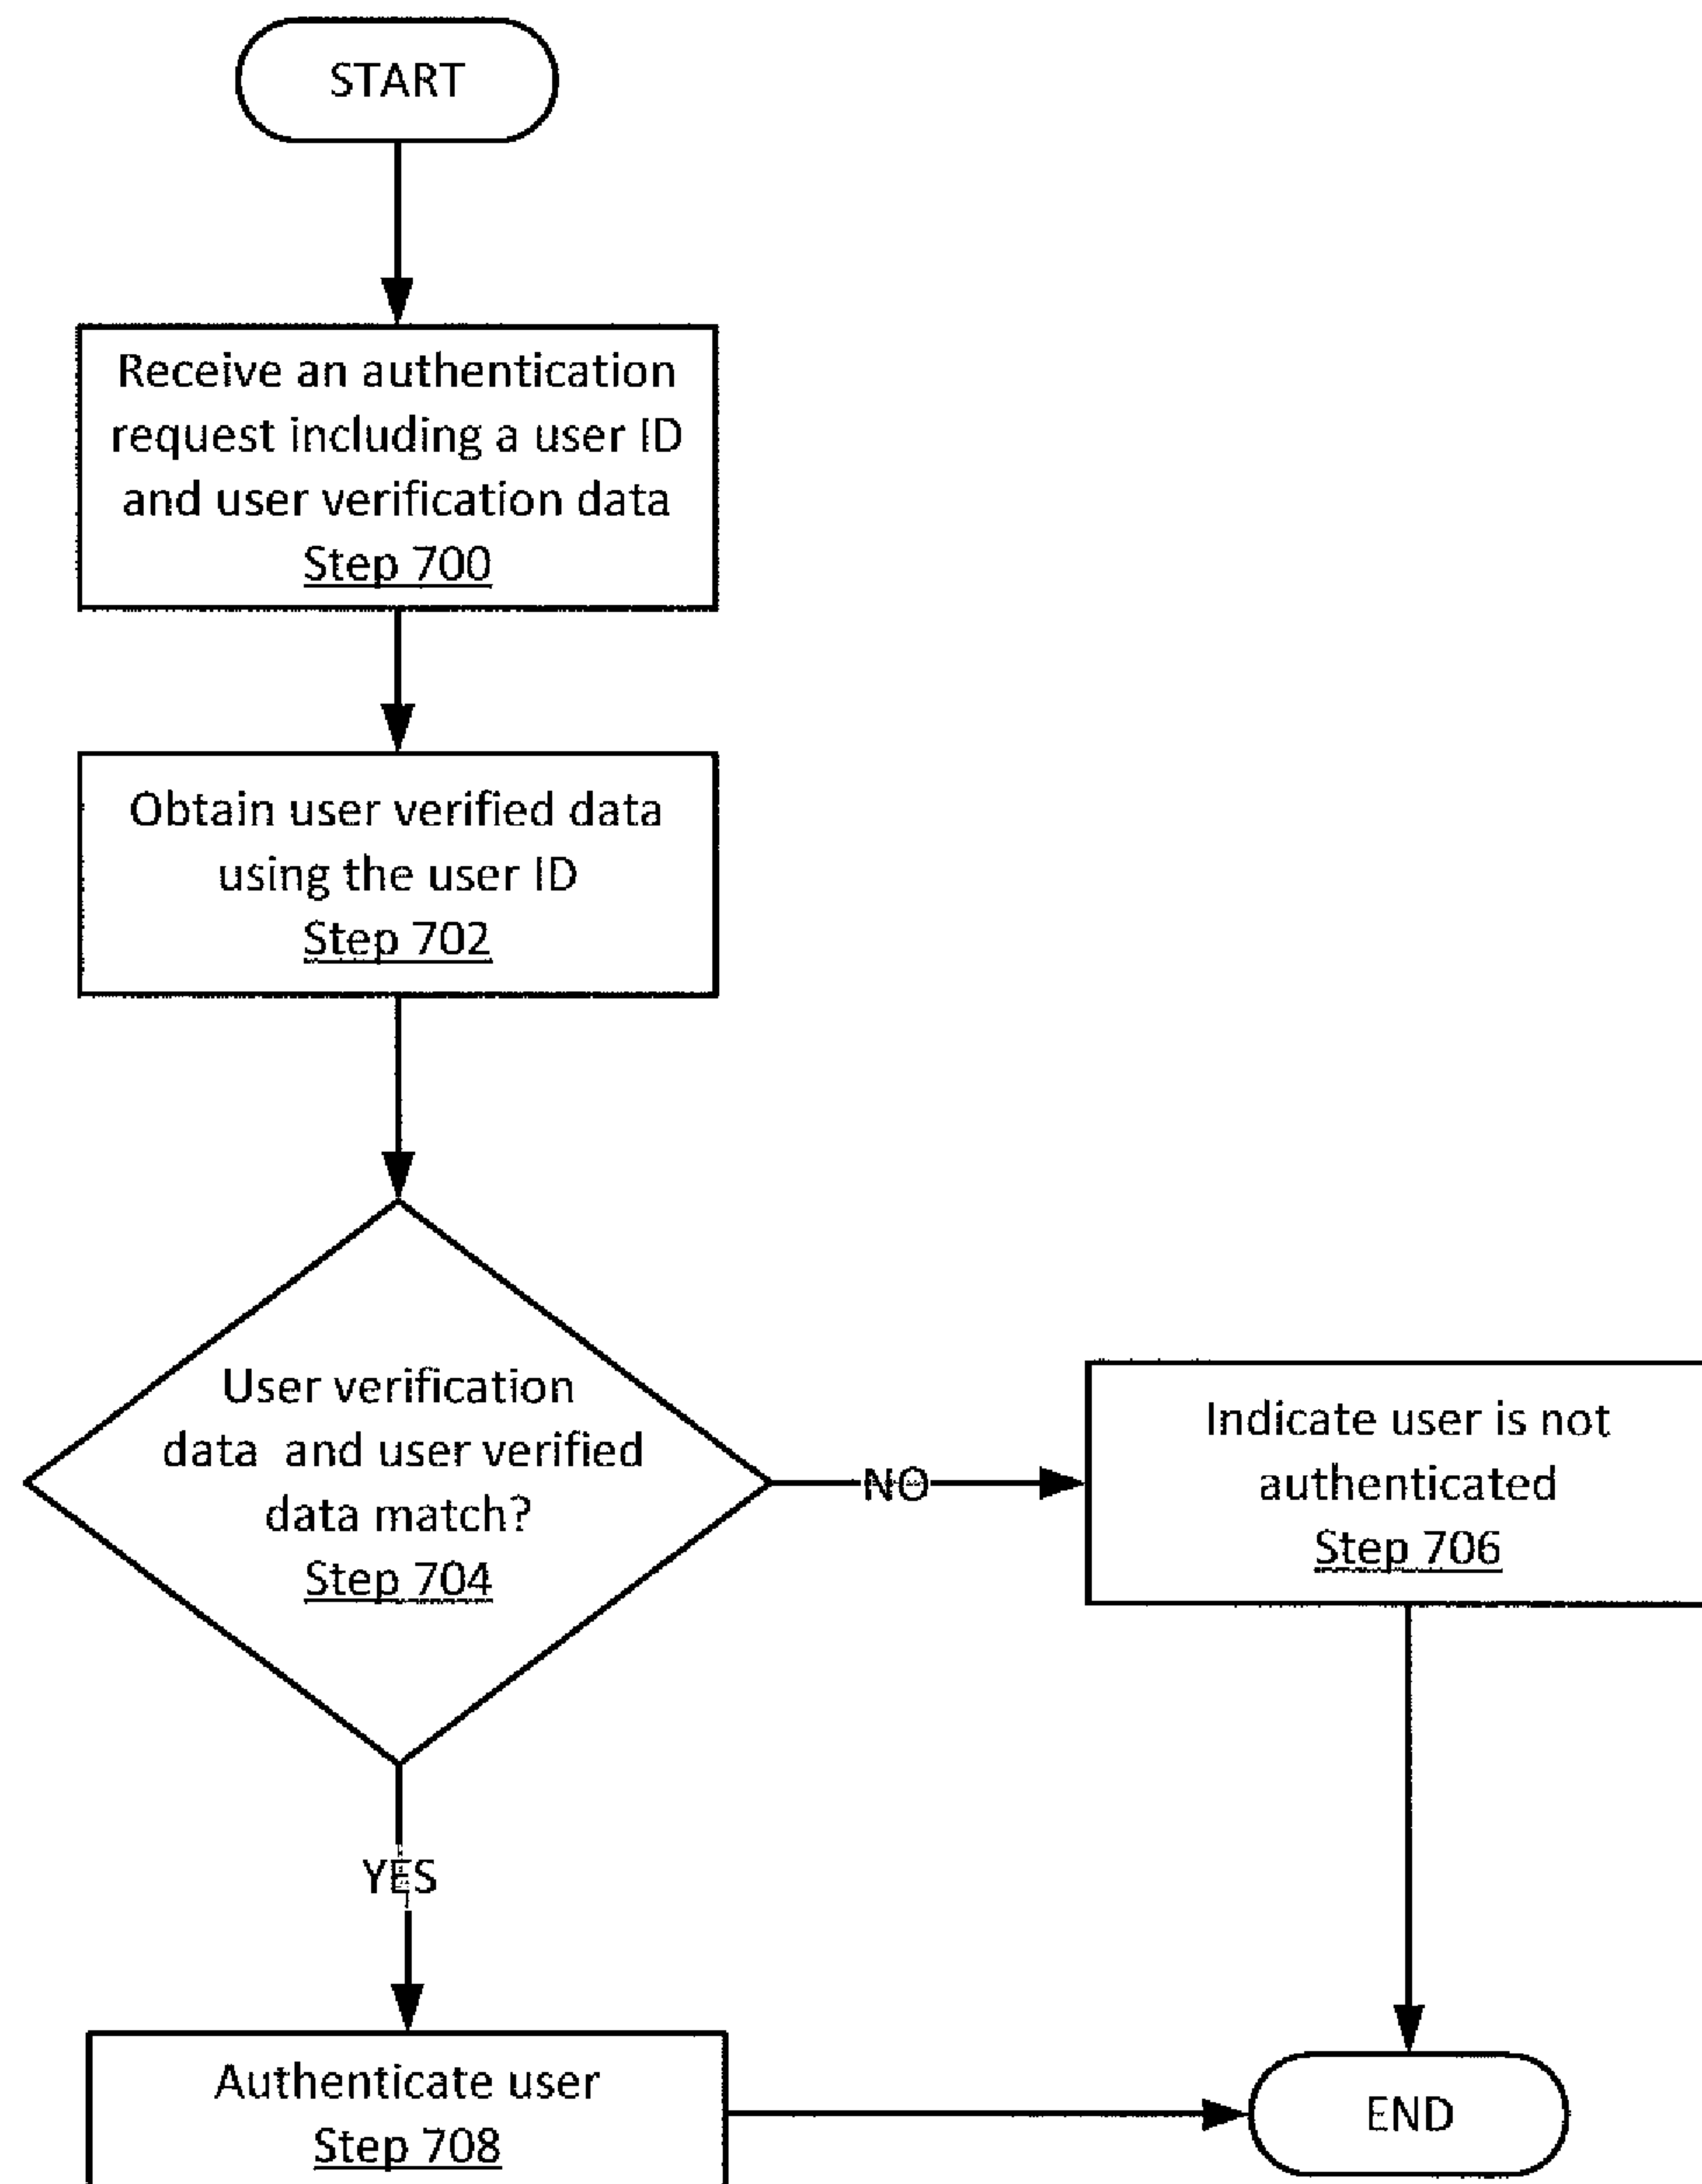 START
Receive an authentication
request including a user ID
and user verification data
Step 700
Obtain user verified data
using the user ID
Step 702
User verification
data and user verified
data match?
Step 704
NO
Indicate user is not
authenticated
Step 706
YES
Authenticate user
Step 708
END